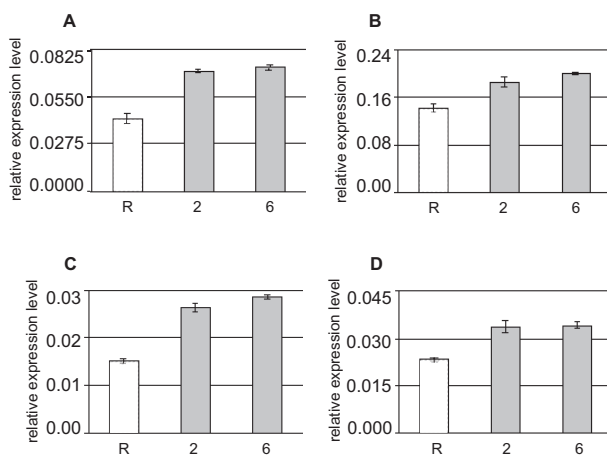 A
relative expression level
0.0825
0.0550
0.0275
0.0000
R 2 6
B
relative expression level
0.24
0.16
0.08
0.00
R 2 6
C
relative expression level
0.03
0.02
0.01
0.00
R 2 6
D
relative expression level
0.045
0.030
0.015
0.000
R 2 6